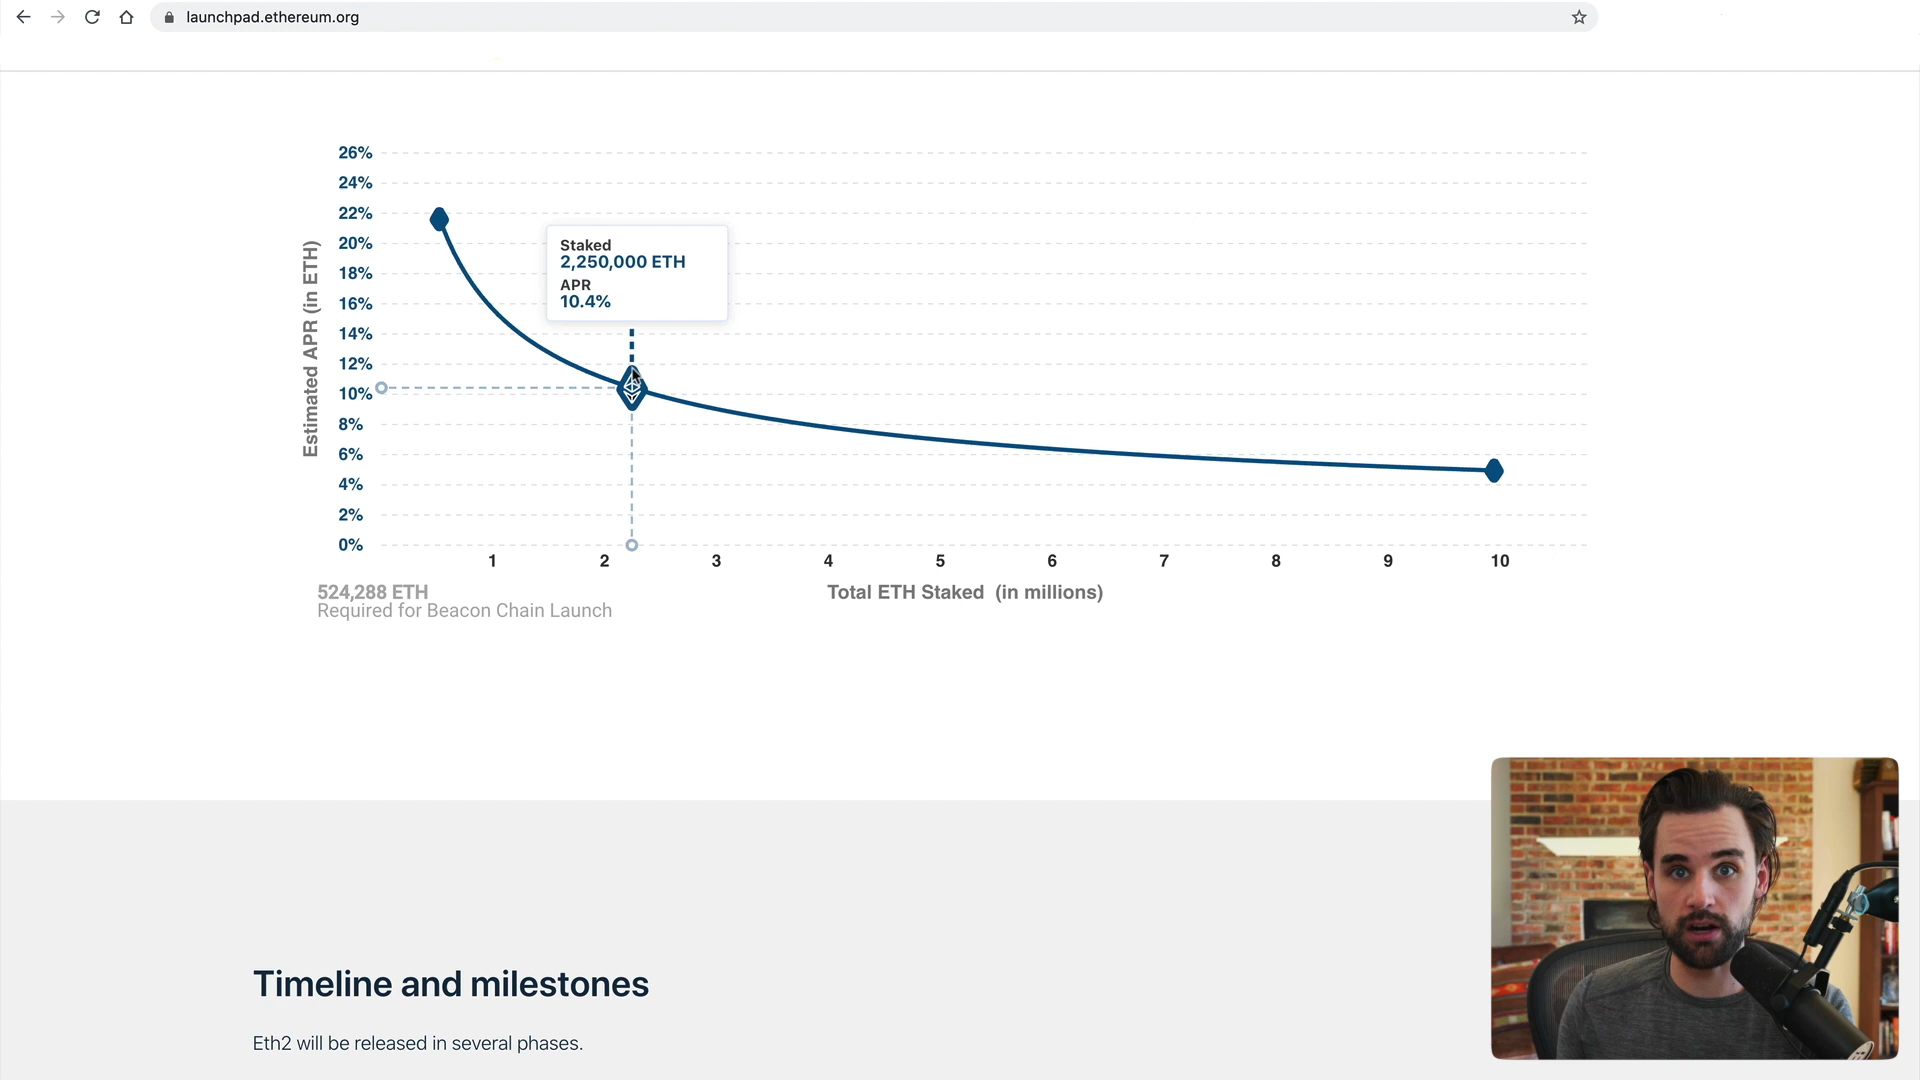 launchpad.ethereum.org
26%
24%
22%
20%
18%
16%
14%
12%
10%
8%
6%
4%
2%
0%
Estimated APR (in ETH)
Staked
2,250,000 ETH
APR
10.4%
1 2 3 4 5 6 7 8 9 10
524,288 ETH
Required for Beacon Chain Launch
Total ETH Staked (in millions)
Timeline and milestones
Eth2 will be released in several phases.